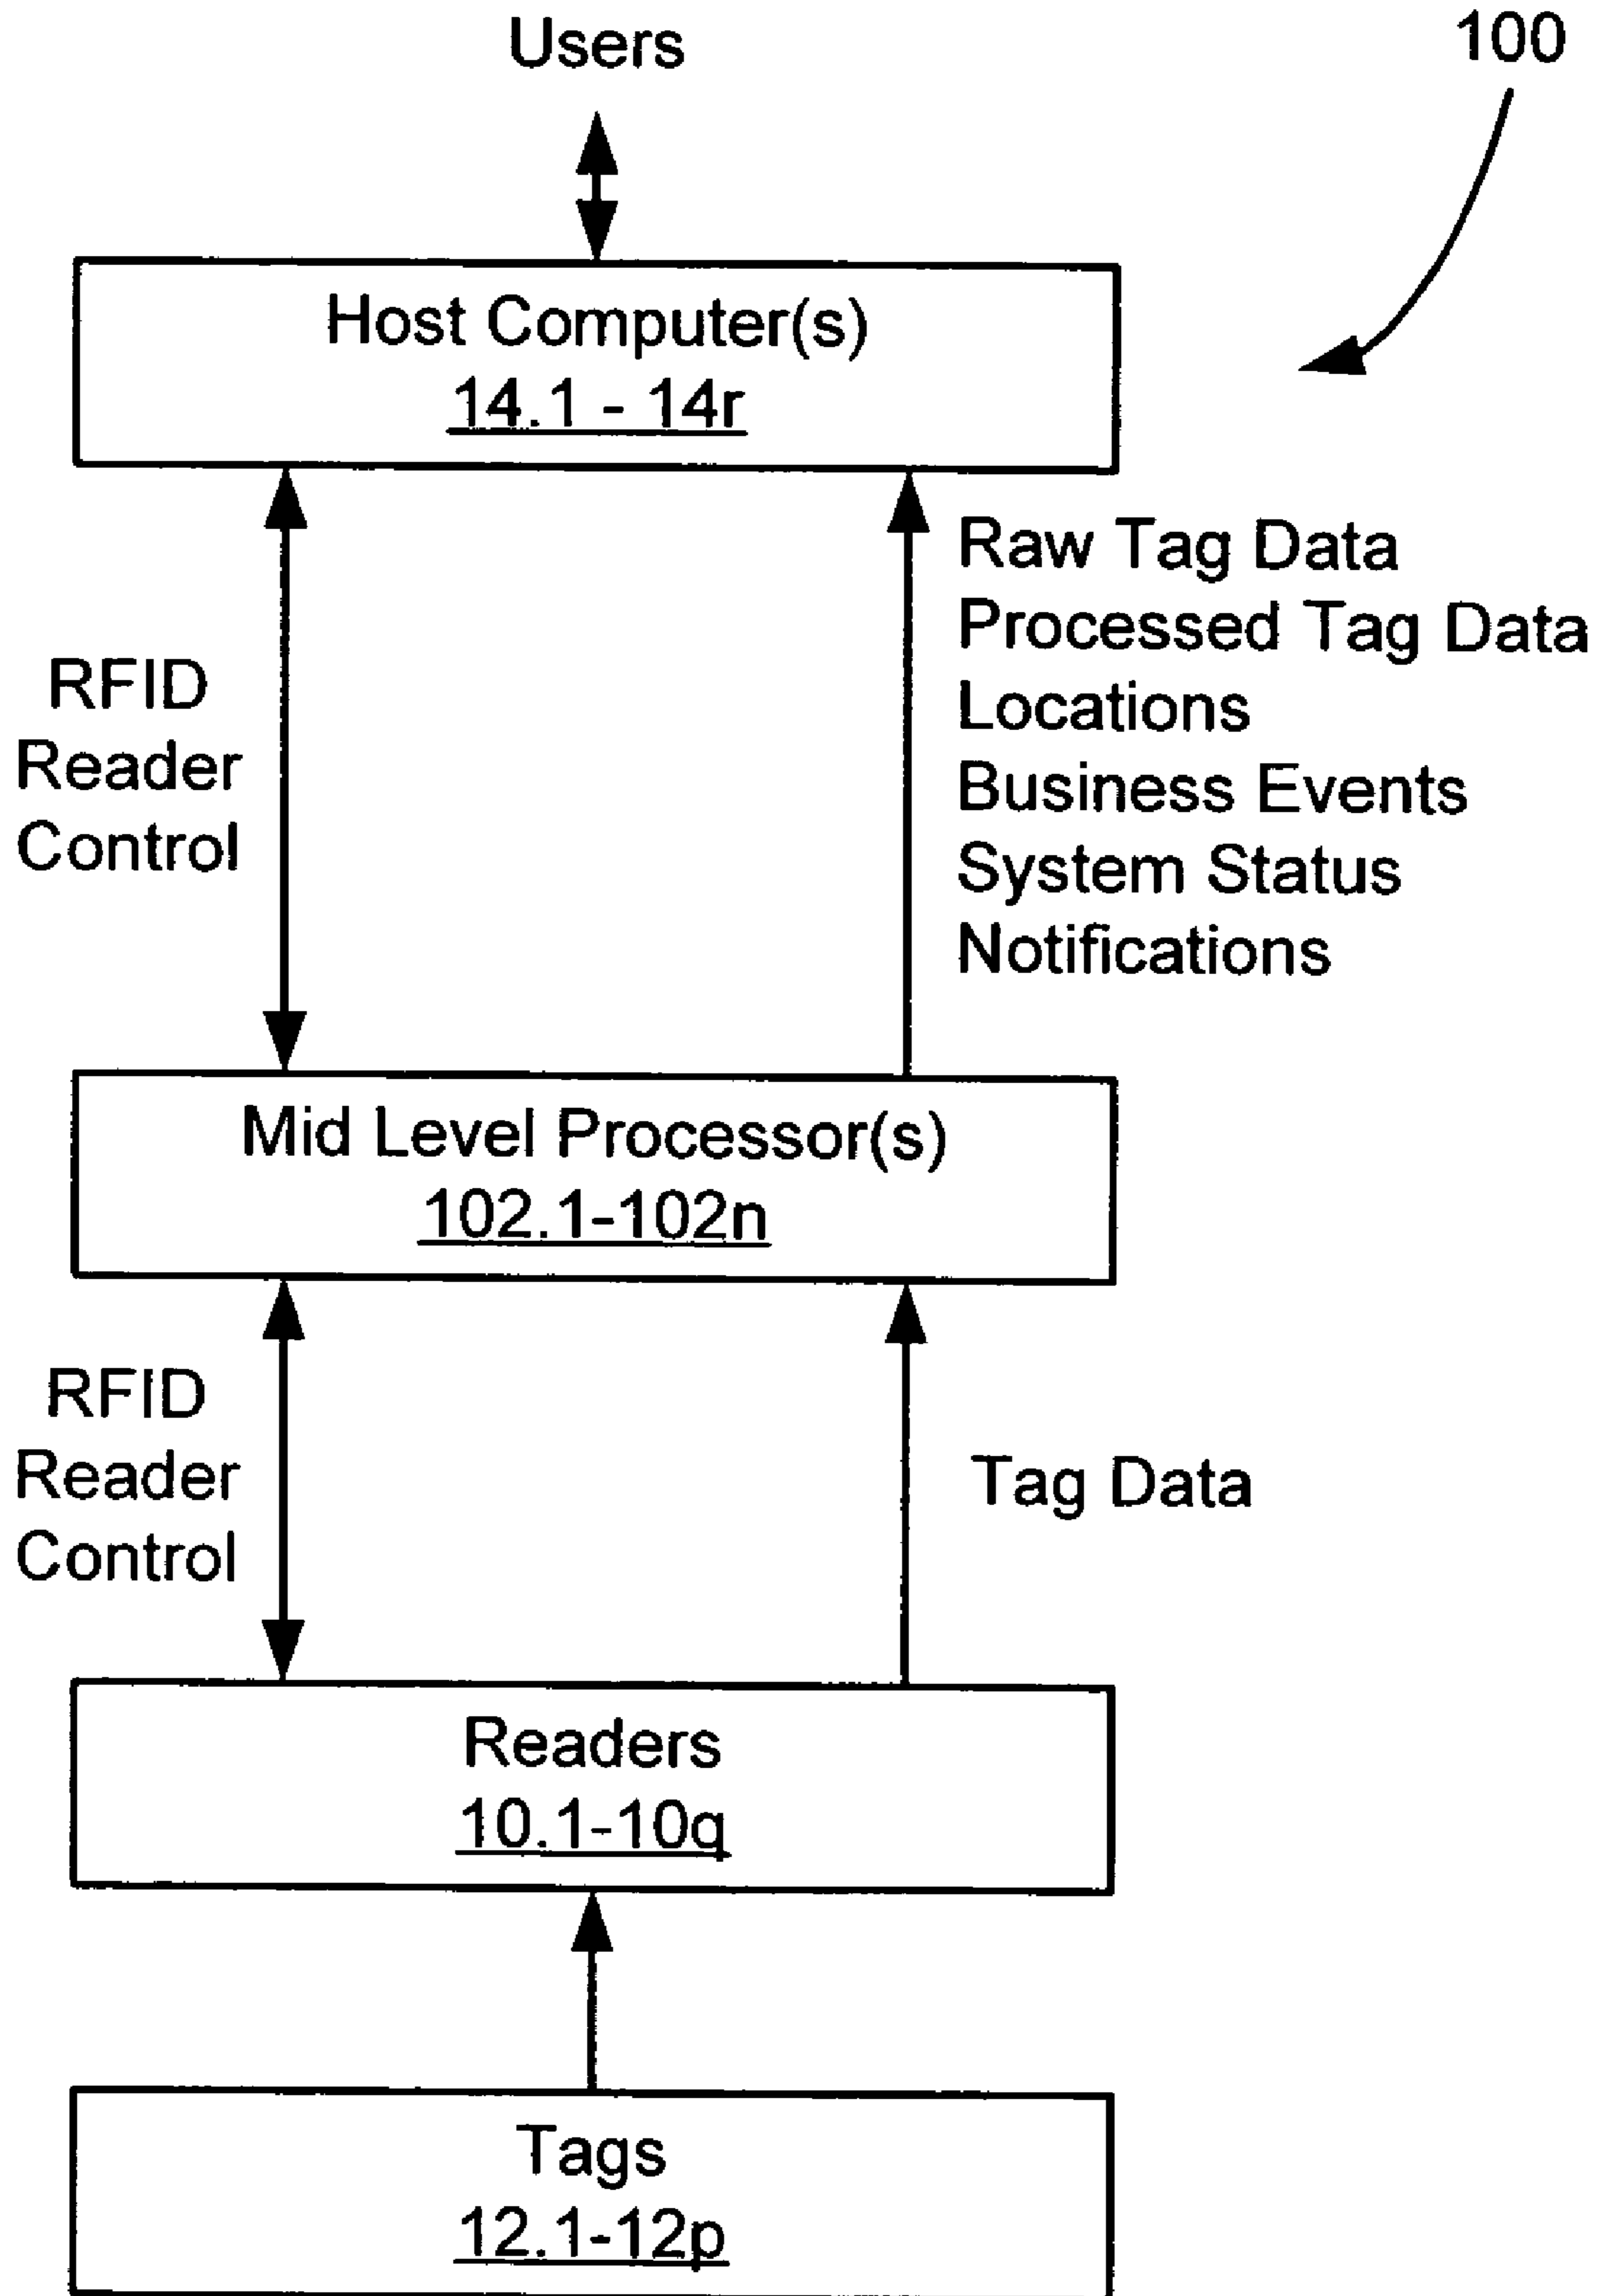 Users
100
Host Computer(s)
14.1 - 14r
RFID
Reader
Control
Raw Tag Data
Processed Tag Data
Locations
Business Events
System Status
Notifications
Mid Level Processor(s)
102.1-102n
RFID
Reader
Control
Tag Data
Readers
10.1-10q
Tags
12.1-12p